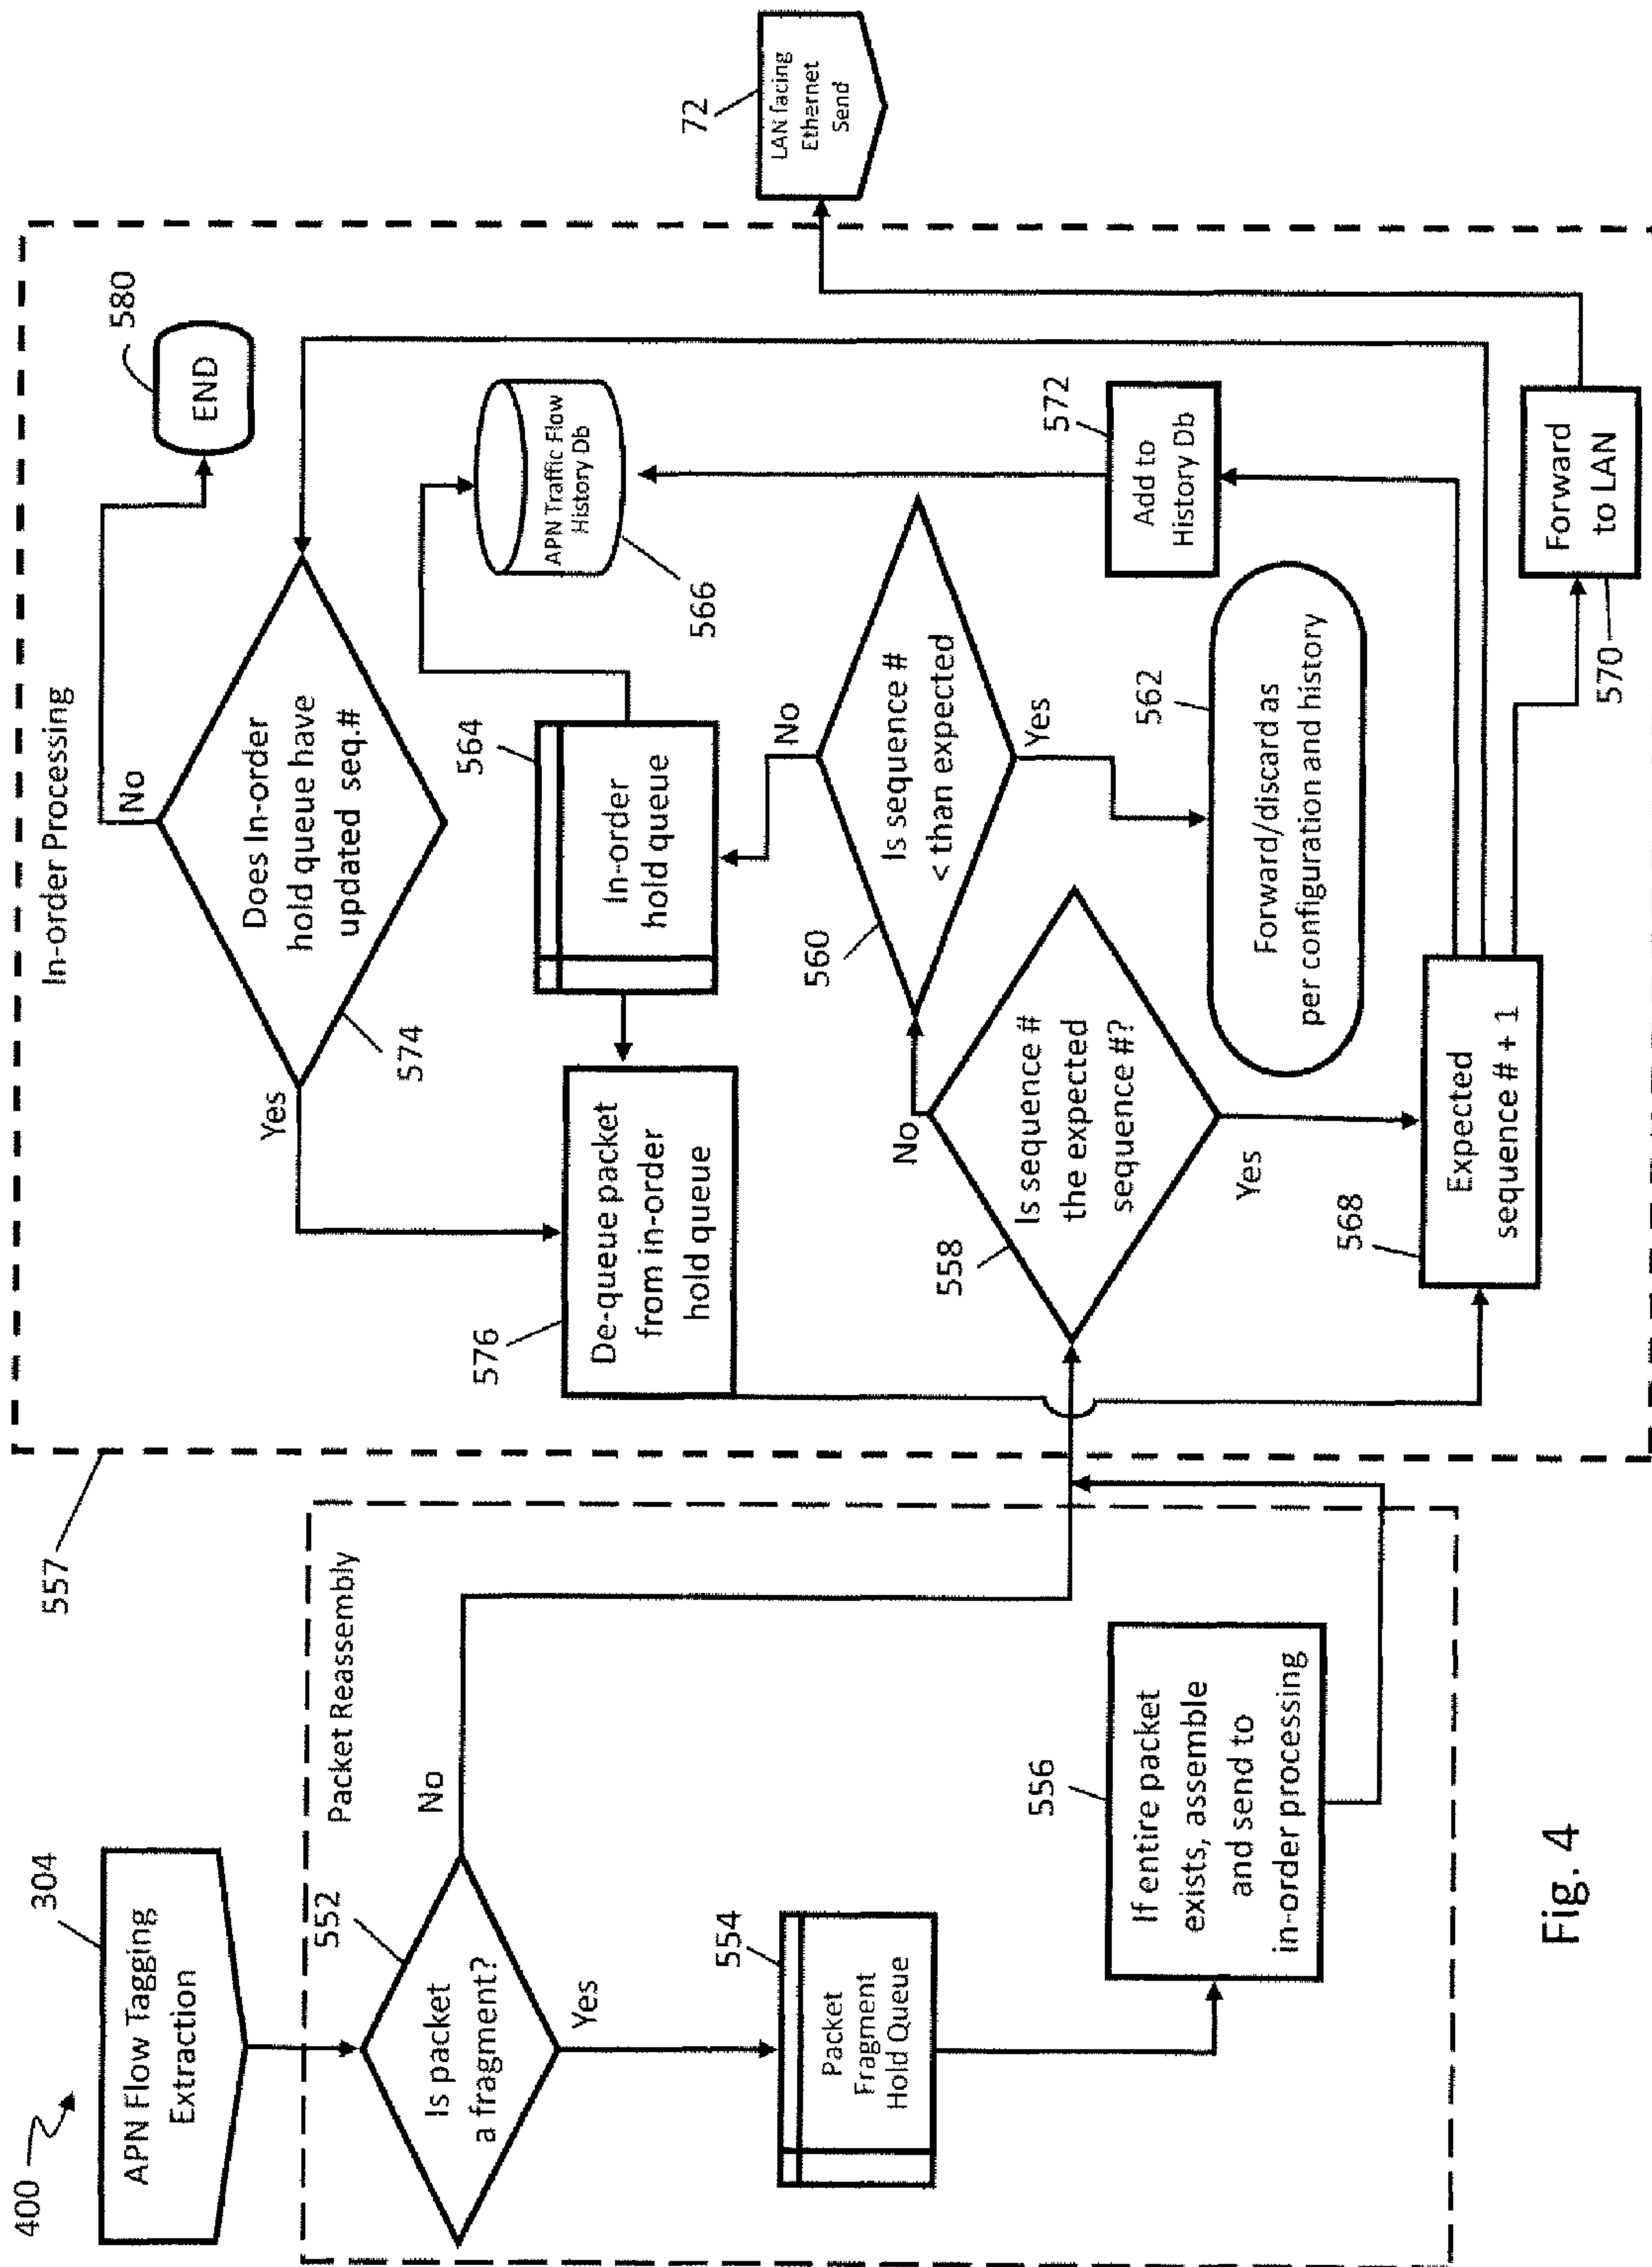 400
304
APN Flow Tagging
Extraction
Packet Reassembly
552
Is packet
a fragment?
No
Yes
554
Packet
Fragment
Hold Queue
556
If entire packet
exists, assemble
and send to
in-order processing
557
In-order Processing
580
END
No
Does In-order
hold queue have
updated seq.#
574
Yes
576
De-queue packet
from in-order
hold queue
564
In-order
hold queue
APN Traffic Flow
History Db
566
No
560
Is sequence #
< than expected
Yes
558
Is sequence #
the expected
sequence #?
No
Yes
562
Forward/discard as
per configuration and history
572
Add to
History Db
568
Expected
sequence # + 1
Forward
to LAN
570
72
LAN facing
Ethernet
Send
Fig. 4